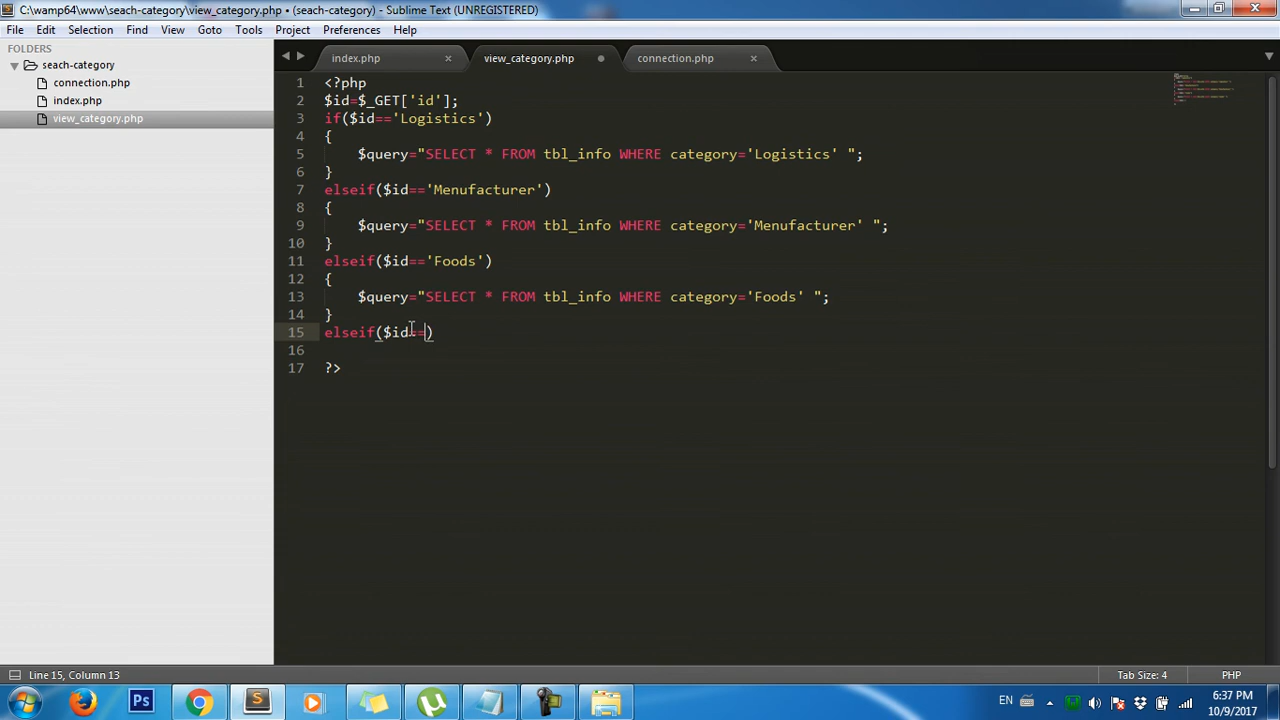 C:\wamp64\www\seach-category\view_category.php • (seach-category) - Sublime Text (UNREGISTERED)
File Edit Selection Find View Goto Tools Project Preferences Help
FOLDERS
seach-category
connection.php
index.php
view_category.php
index.php view_category.php connection.php
1 <?php
2 $id=$_GET['id'];
3 if($id=='Logistics')
4 {
5 $query="SELECT * FROM tbl_info WHERE category='Logistics' ";
6 }
7 elseif($id=='Menufacturer')
8 {
9 $query="SELECT * FROM tbl_info WHERE category='Menufacturer' ";
10 }
11 elseif($id=='Foods')
12 {
13 $query="SELECT * FROM tbl_info WHERE category='Foods' ";
14 }
15 elseif($id==)
16
17 ?>
Line 15, Column 13 Tab Size: 4 PHP
Ps S EN 6:37 PM
10/9/2017